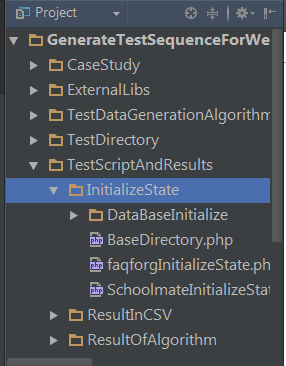 Project
GenerateTestSequenceForWe
CaseStudy
ExternalLibs
TestDataGenerationAlgorithm
TestDirectory
TestScriptAndResults
InitializeState
DataBaseInitialize
php BaseDirectory.php
php faqforgInitializeState.ph
php SchoolmateInitializeStat
ResultInCSV
ResultOfAlgorithm